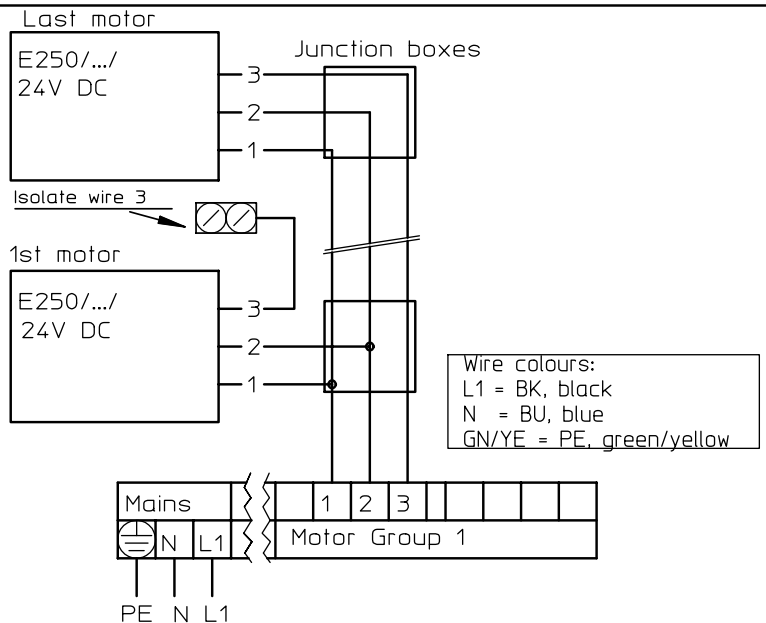 Last motor
E250/.../
24V DC
3
2
1
Junction boxes
Isolate wire 3
1st motor
E250/.../
24V DC
3
2
1
Wire colours:
L1 = BK, black
N = BU, blue
GN/YE = PE, green/yellow
Mains
1 2 3
N L1
Motor Group 1
PE N L1